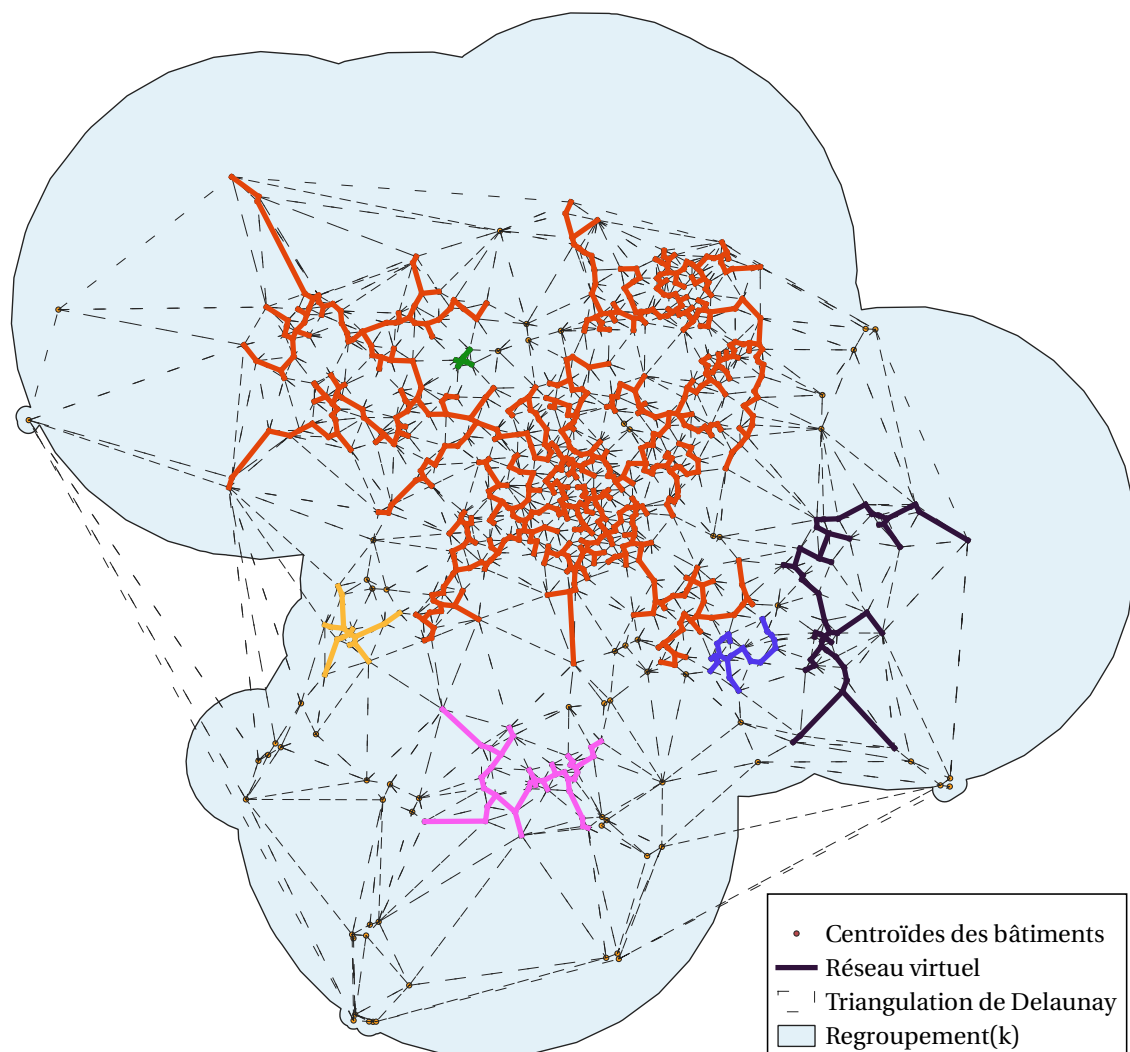 Centroïdes des bâtiments
Réseau virtuel
Triangulation de Delaunay
Regroupement(k)